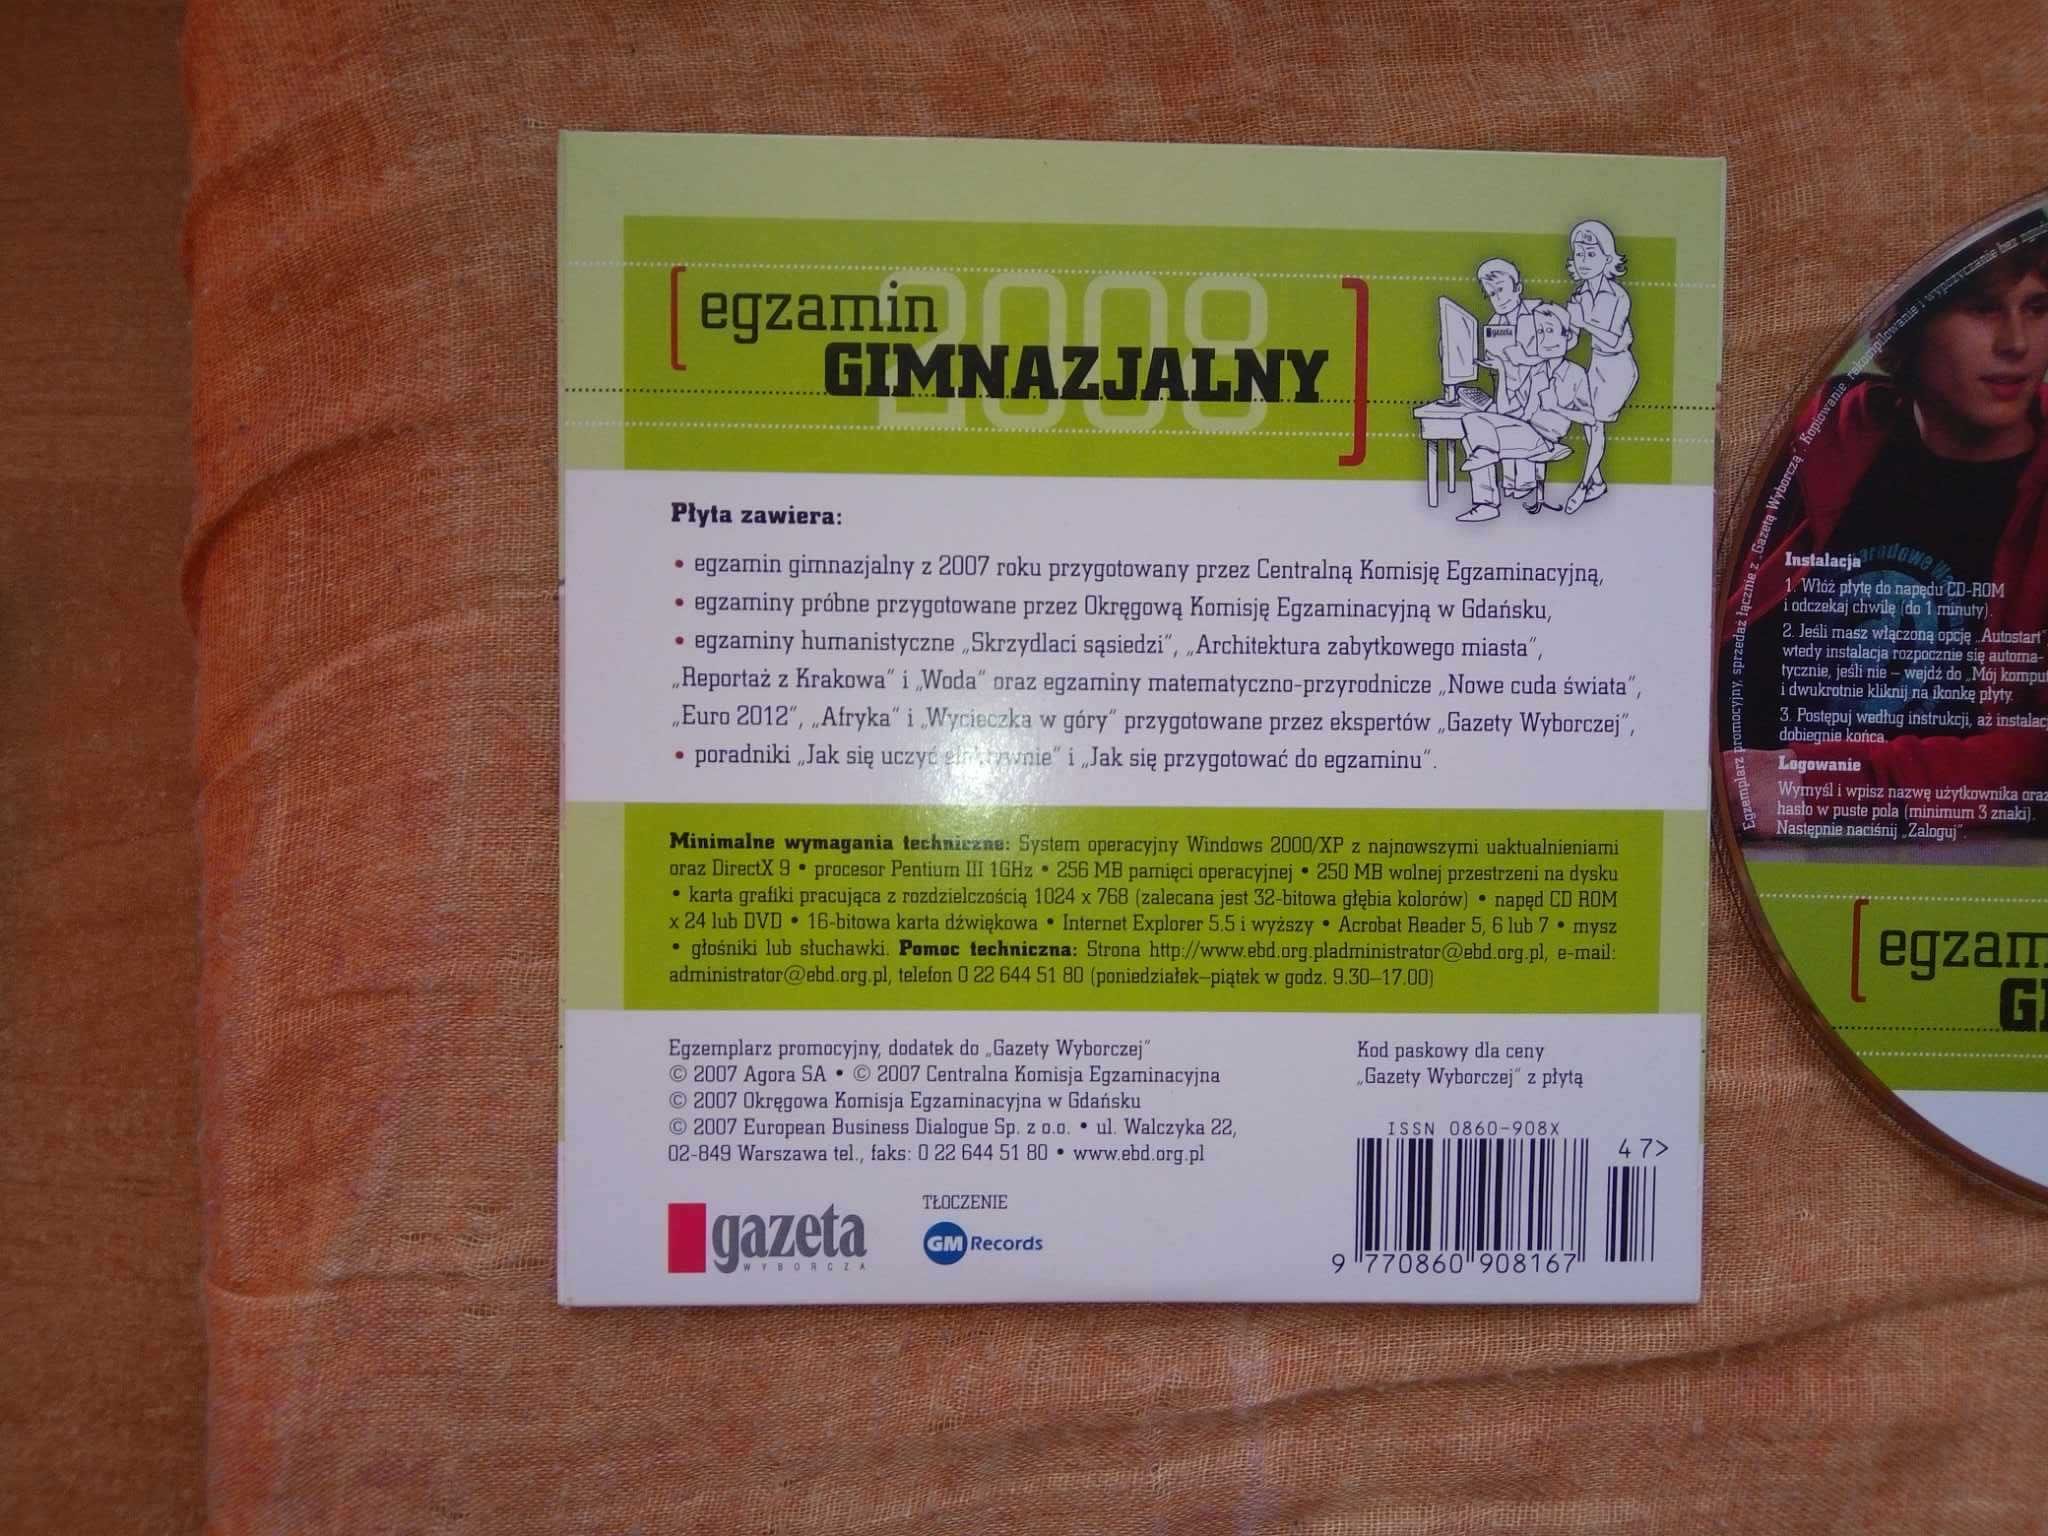 2008
[egzamin
GIMNAZJALNY]
gazeta
Płyta zawiera:
• egzamin gimnazjalny z 2007 roku przygotowany przez Centralną Komisję Egzaminacyjną,
• egzaminy próbne przygotowane przez Okręgową Komisję Egzaminacyjną w Gdańsku,
• egzaminy humanistyczne „Skrzydlaci sąsiedzi”, „Architektura zabytkowego miasta”,
„Reportaż z Krakowa” i „Woda” oraz egzaminy matematyczno-przyrodnicze „Nowe cuda świata”,
„Euro 2012”, „Afryka” i „Wycieczka w góry” przygotowane przez ekspertów „Gazety Wyborczej”,
• poradniki „Jak się uczyć efektywnie” i „Jak się przygotować do egzaminu”.
Minimalne wymagania techniczne: System operacyjny Windows 2000/XP z najnowszymi uaktualnieniami
oraz DirectX 9 • procesor Pentium III 1GHz • 256 MB pamięci operacyjnej • 250 MB wolnej przestrzeni na dysku
• karta grafiki pracująca z rozdzielczością 1024 x 768 (zalecana jest 32-bitowa głębia kolorów) • napęd CD ROM
x 24 lub DVD • 16-bitowa karta dźwiękowa • Internet Explorer 5.5 i wyższy • Acrobat Reader 5, 6 lub 7 • mysz
• głośniki lub słuchawki. Pomoc techniczna: Strona http://www.ebd.org.pladministrator@ebd.org.pl, e-mail:
administrator@ebd.org.pl, telefon 0 22 644 51 80 (poniedziałek–piątek w godz. 9.30–17.00)
Egzemplarz promocyjny, dodatek do „Gazety Wyborczej”
© 2007 Agora SA • © 2007 Centralna Komisja Egzaminacyjna
© 2007 Okręgowa Komisja Egzaminacyjna w Gdańsku
© 2007 European Business Dialogue Sp. z o.o. • ul. Walczyka 22,
02-849 Warszawa tel., faks: 0 22 644 51 80 • www.ebd.org.pl
Kod paskowy dla ceny
„Gazety Wyborczej” z płytą
ISSN 0860-908X
47>
9 770860 908167
gazeta
WYBORCZA
TŁOCZENIE
GM Records
Egzemplarz promocyjny, sprzedaż łącznie z „Gazetą Wyborczą”. Kopiowanie, rekompilowanie i wypożyczanie bez
Instalacja
1. Włóż płytę do napędu CD-ROM
i odczekaj chwilę (do 1 minuty).
2. Jeśli masz włączoną opcję „Autostart”
wtedy instalacja rozpocznie się automa-
tycznie, jeśli nie – wejdź do „Mój komput
i dwukrotnie kliknij na ikonkę płyty.
3. Postępuj według instrukcji, aż instalac
dobiegnie końca.
Logowanie
Wymyśl i wpisz nazwę użytkownika oraz
hasło w puste pola (minimum 3 znaki).
Następnie naciśnij „Zaloguj”.
[egzam
GI